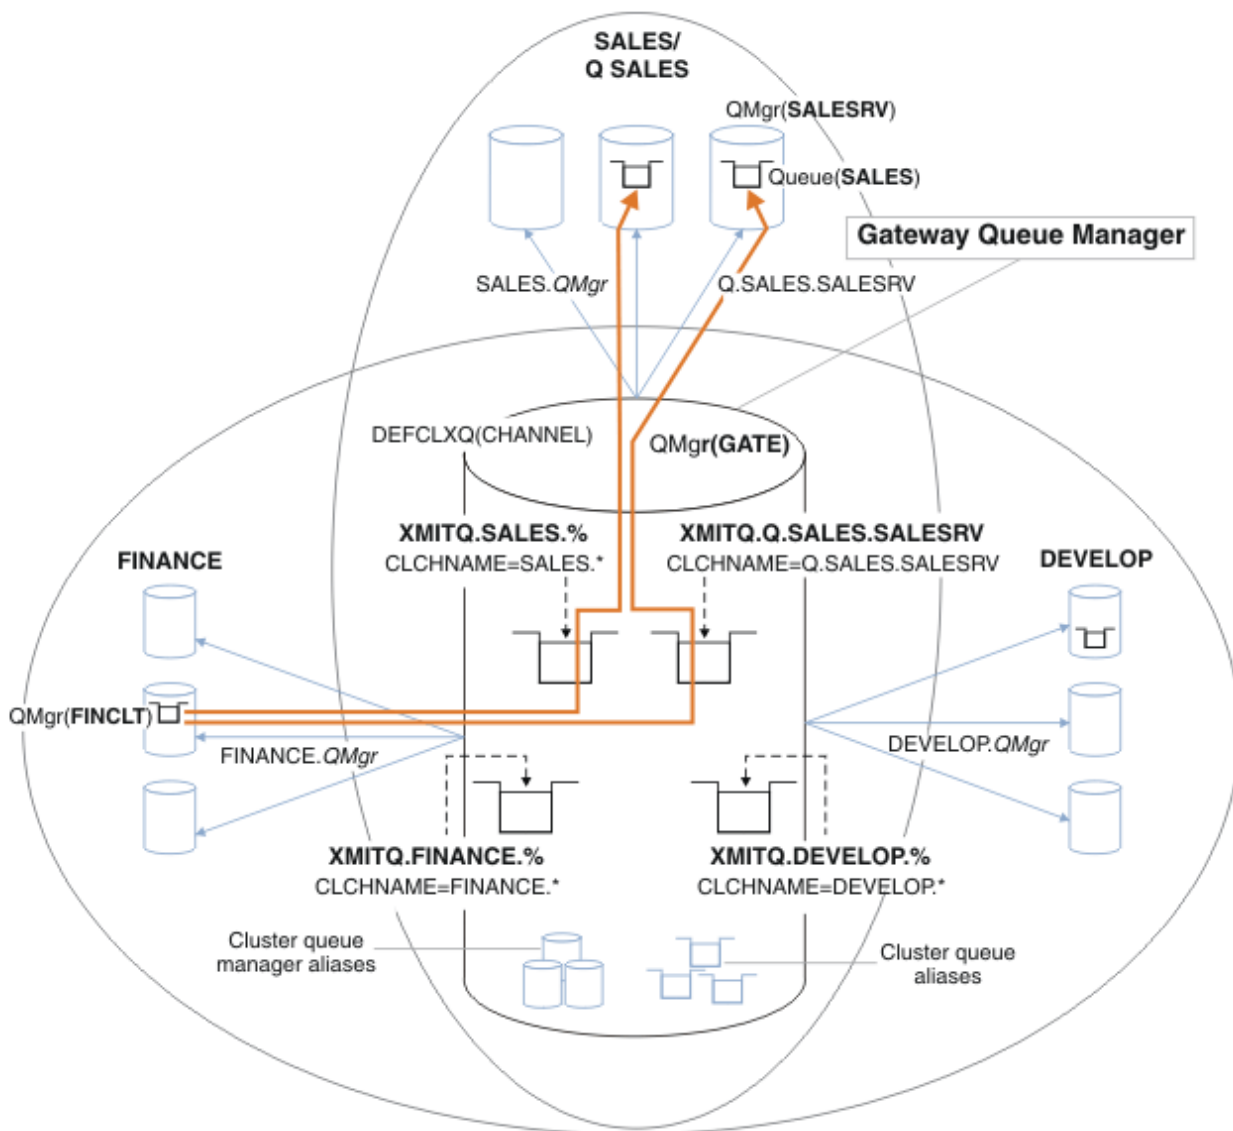 SALES/
Q SALES
QMgr(SALESRV)
Queue(SALES)
Gateway Queue Manager
SALES.QMgr
Q.SALES.SALESRV
DEFCLXQ(CHANNEL)
QMgr(GATE)
XMITQ.SALES.%
CLCHNAME=SALES.*
XMITQ.Q.SALES.SALESRV
CLCHNAME=Q.SALES.SALESRV
FINANCE
DEVELOP
QMgr(FINCLT)
FINANCE.QMgr
DEVELOP.QMgr
XMITQ.FINANCE.%
CLCHNAME=FINANCE.*
XMITQ.DEVELOP.%
CLCHNAME=DEVELOP.*
Cluster queue
manager aliases
Cluster queue
aliases